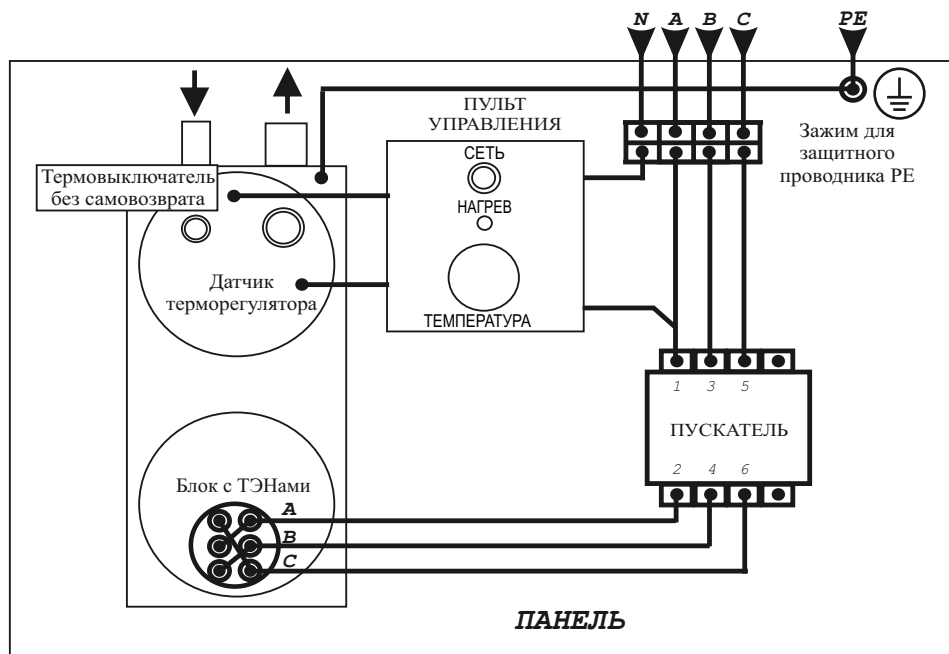 N A B C PE
ПУЛЬТ
УПРАВЛЕНИЯ
Зажим для
защитного
проводника РЕ
СЕТЬ
Термовыключатель
без самовозврата
НАГРЕВ
Датчик
терморегулятора
ТЕМПЕРАТУРА
1 3 5
ПУСКАТЕЛЬ
2 4 6
Блок с ТЭНами
A
B
C
ПАНЕЛЬ